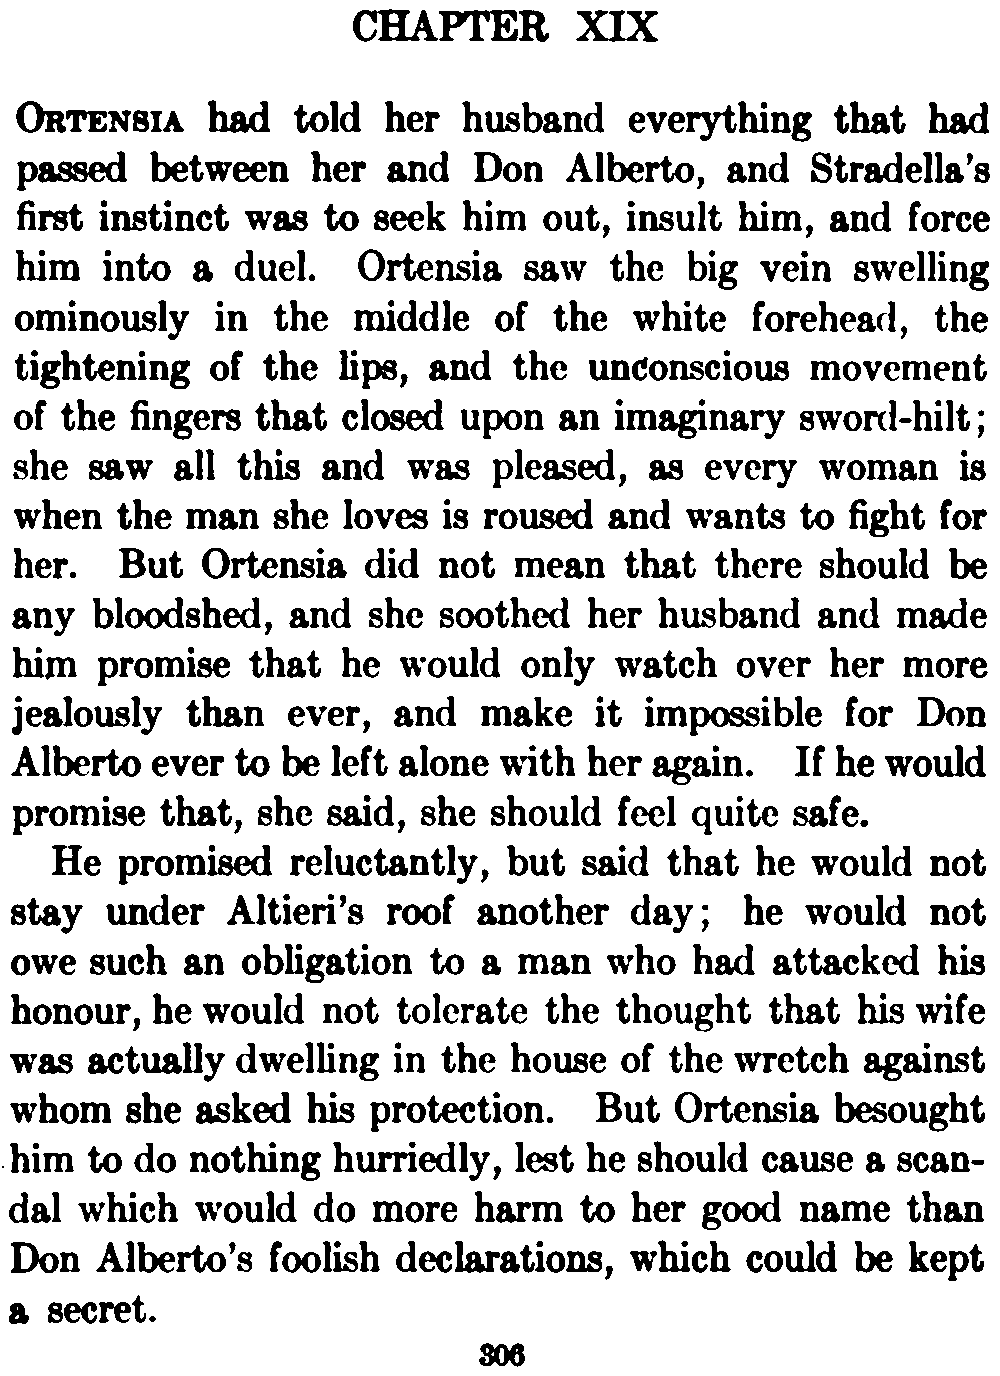 CHAPTER XIX
ORTENSIA had told her husband everything that had
passed between her and Don Alberto, and Stradella's
first instinct was to seek him out, insult him, and force
him into a duel. Ortensia saw the big vein swelling
ominously in the middle of the white forehead, the
tightening of the lips, and the unconscious movement
of the fingers that closed upon an imaginary sword-hilt;
she saw all this and was pleased, as every woman is
when the man she loves is roused and wants to fight for
her. But Ortensia did not mean that there should be
any bloodshed, and she soothed her husband and made
him promise that he would only watch over her more
jealously than ever, and make it impossible for Don
Alberto ever to be left alone with her again. If he would
promise that, she said, she should feel quite safe.
He promised reluctantly, but said that he would not
stay under Altieri's roof another day; he would not
owe such an obligation to a man who had attacked his
honour, he would not tolerate the thought that his wife
was actually dwelling in the house of the wretch against
whom she asked his protection. But Ortensia besought
him to do nothing hurriedly, lest he should cause a scan-
dal which would do more harm to her good name than
Don Alberto's foolish declarations, which could be kept
a secret.
306